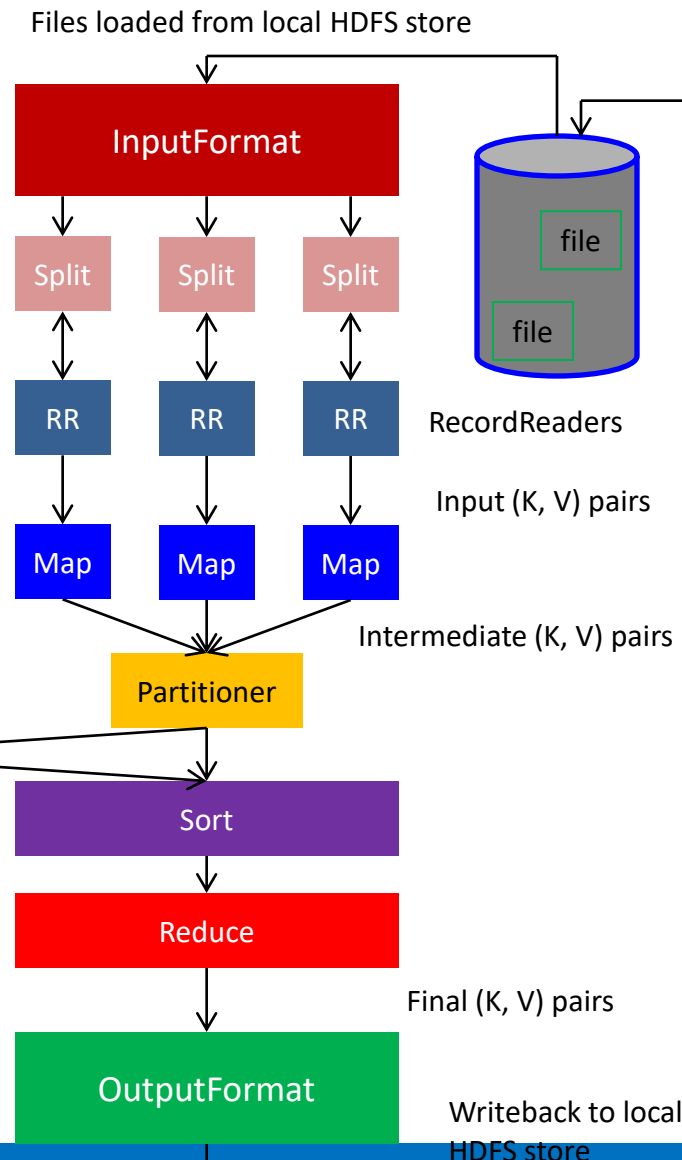 Files loaded from local HDFS store
InputFormat
file
Split Split Split
file
RR RR RR RecordReaders
Input (K, V) pairs
Map Map Map
Intermediate (K, V) pairs
Partitioner
Sort
Reduce
Final (K, V) pairs
OutputFormat
Writeback to local
HDFS store